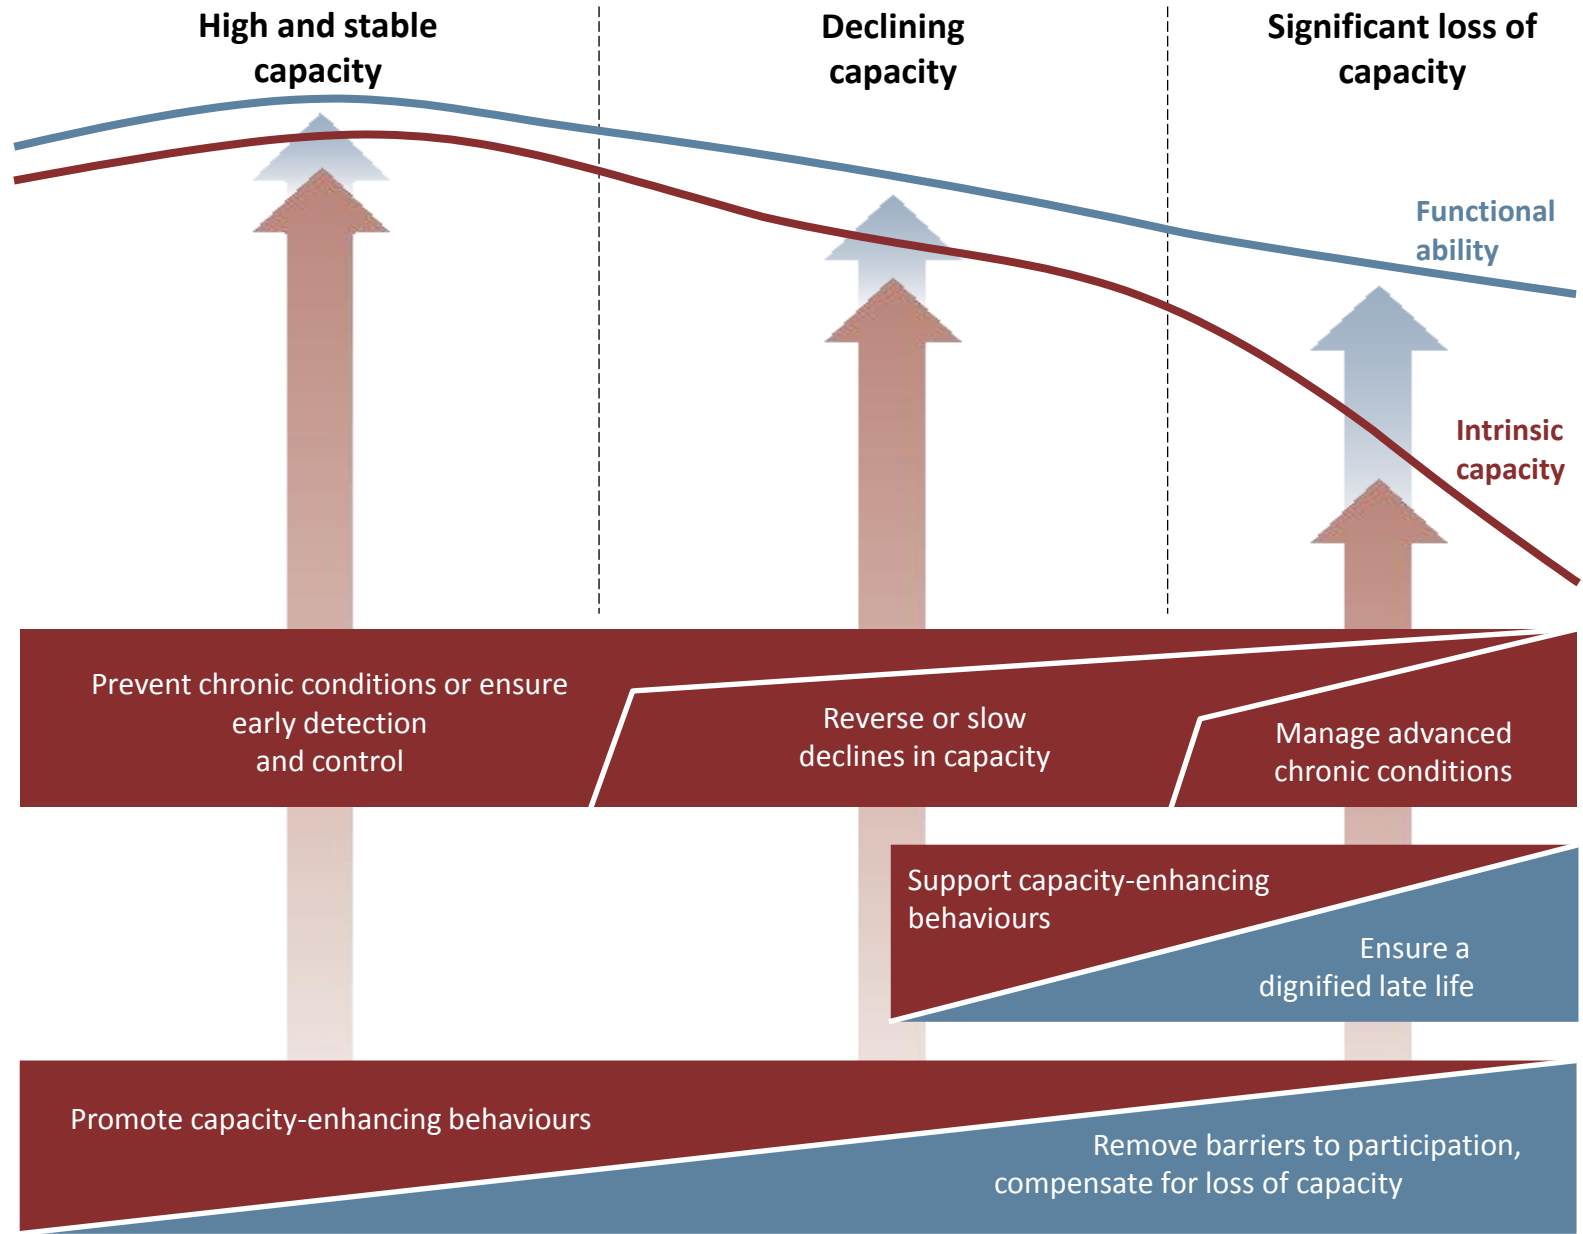 High and stable
capacity
Declining
capacity
Significant loss of
capacity
Functional
ability
Intrinsic
capacity
Prevent chronic conditions or ensure
early detection
and control
Reverse or slow
declines in capacity
Manage advanced
chronic conditions
Support capacity-enhancing
behaviours
Ensure a
dignified late life
Promote capacity-enhancing behaviours
Remove barriers to participation,
compensate for loss of capacity